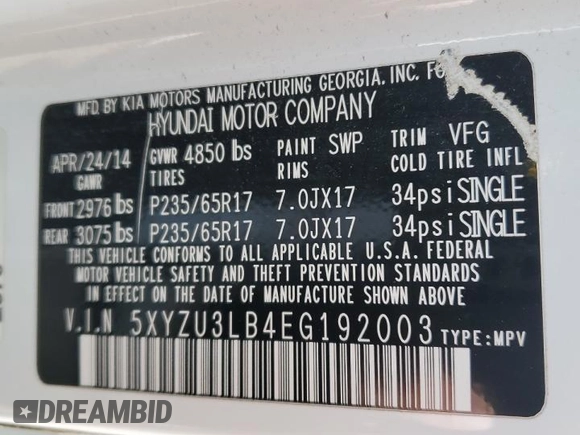 MFD BY KIA MOTORS MANUFACTURING GEORGIA, INC. FO
HYUNDAI MOTOR COMPANY
APR/24/14 GVWR 4850 lbs PAINT SWP TRIM VFG
GAWR TIRES RIMS COLD TIRE INFL
FRONT 2976 lbs P235/65R17 7.0JX17 34psi SINGLE
REAR 3075 lbs P235/65R17 7.0JX17 34psi SINGLE
THIS VEHICLE CONFORMS TO ALL APPLICABLE U.S.A. FEDERAL
MOTOR VEHICLE SAFETY AND THEFT PREVENTION STANDARDS
IN EFFECT ON THE DATE OF MANUFACTURE SHOWN ABOVE.
V.I.N 5XYZU3LB4EG192003 TYPE:MPV
DREAMBID